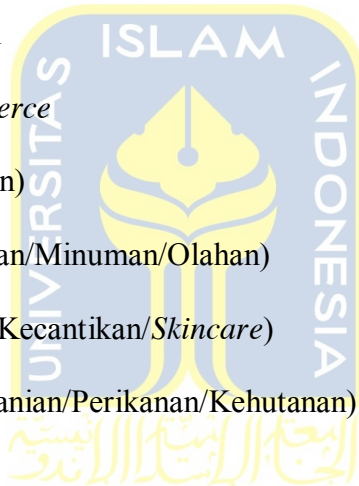 ISLAM
UNIVERSITAS
INDONESIA
erce
n)
an/Minuman/Olahan)
Kecantikan/Skincare)
anian/Perikanan/Kehutanan)